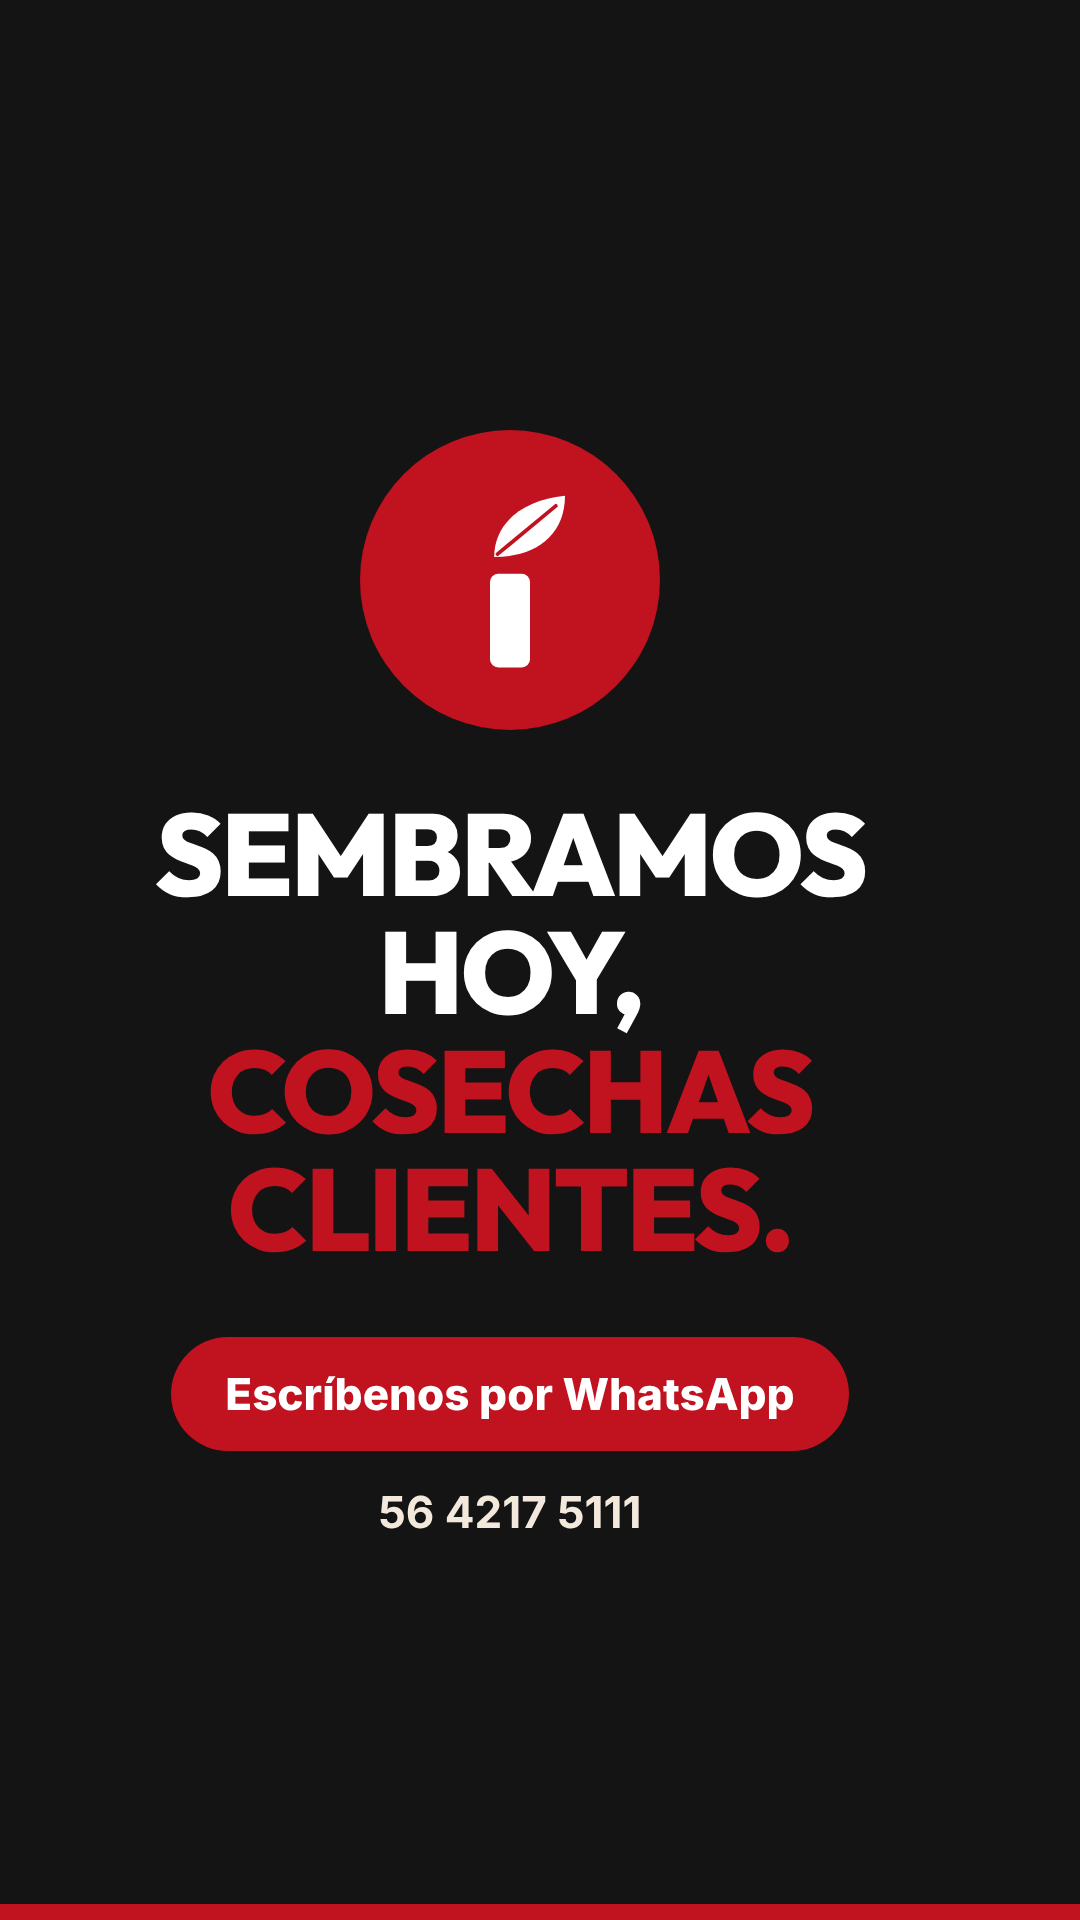 SEMBRAMOS
HOY,
COSECHAS
CLIENTES.
Escríbenos por WhatsApp
56 4217 5111